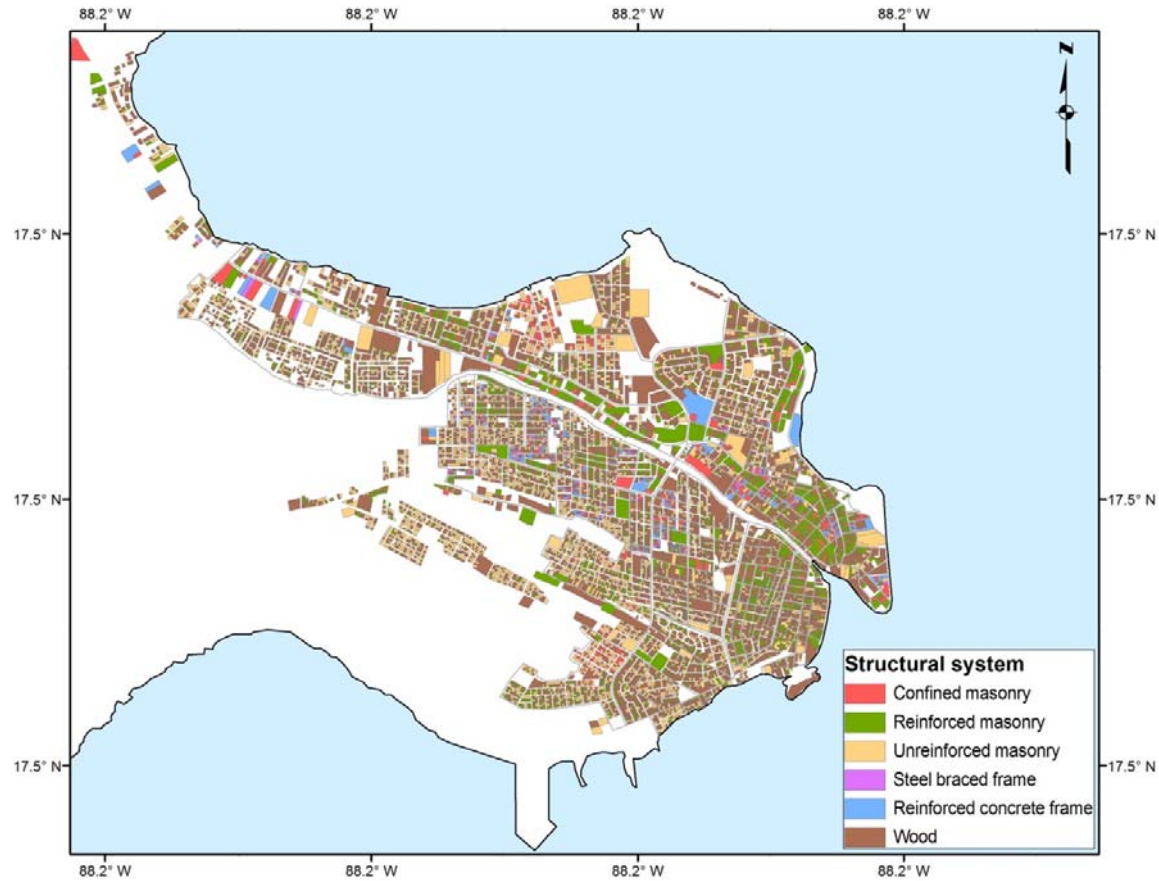 88.2° W 88.2° W 88.2° W 88.2° W
N
17.5° N 17.5° N
17.5° N 17.5° N
Structural system
Confined masonry
Reinforced masonry
Unreinforced masonry
Steel braced frame
Reinforced concrete frame
Wood
17.5° N 17.5° N
88.2° W 88.2° W 88.2° W 88.2° W